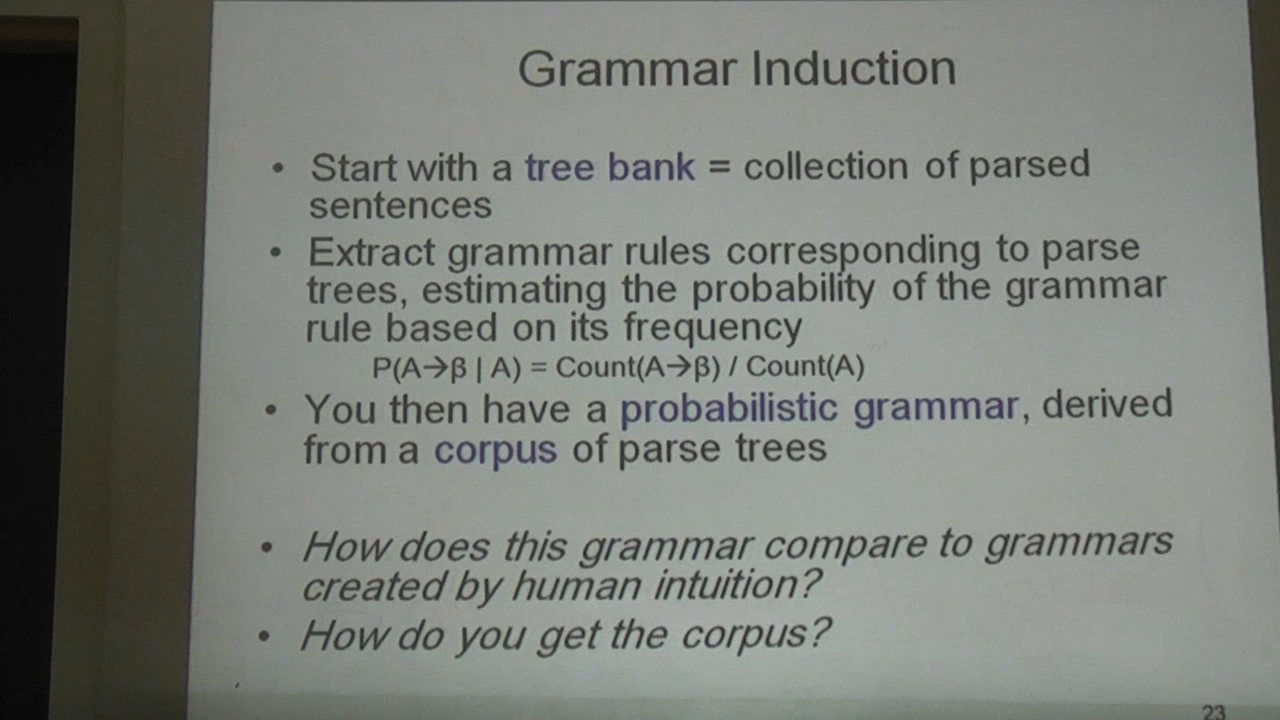 Grammar Induction
• Start with a tree bank = collection of parsed
sentences
• Extract grammar rules corresponding to parse
trees, estimating the probability of the grammar
rule based on its frequency
P(A→β | A) = Count(A→β) / Count(A)
• You then have a probabilistic grammar, derived
from a corpus of parse trees
• How does this grammar compare to grammars
created by human intuition?
• How do you get the corpus?
23